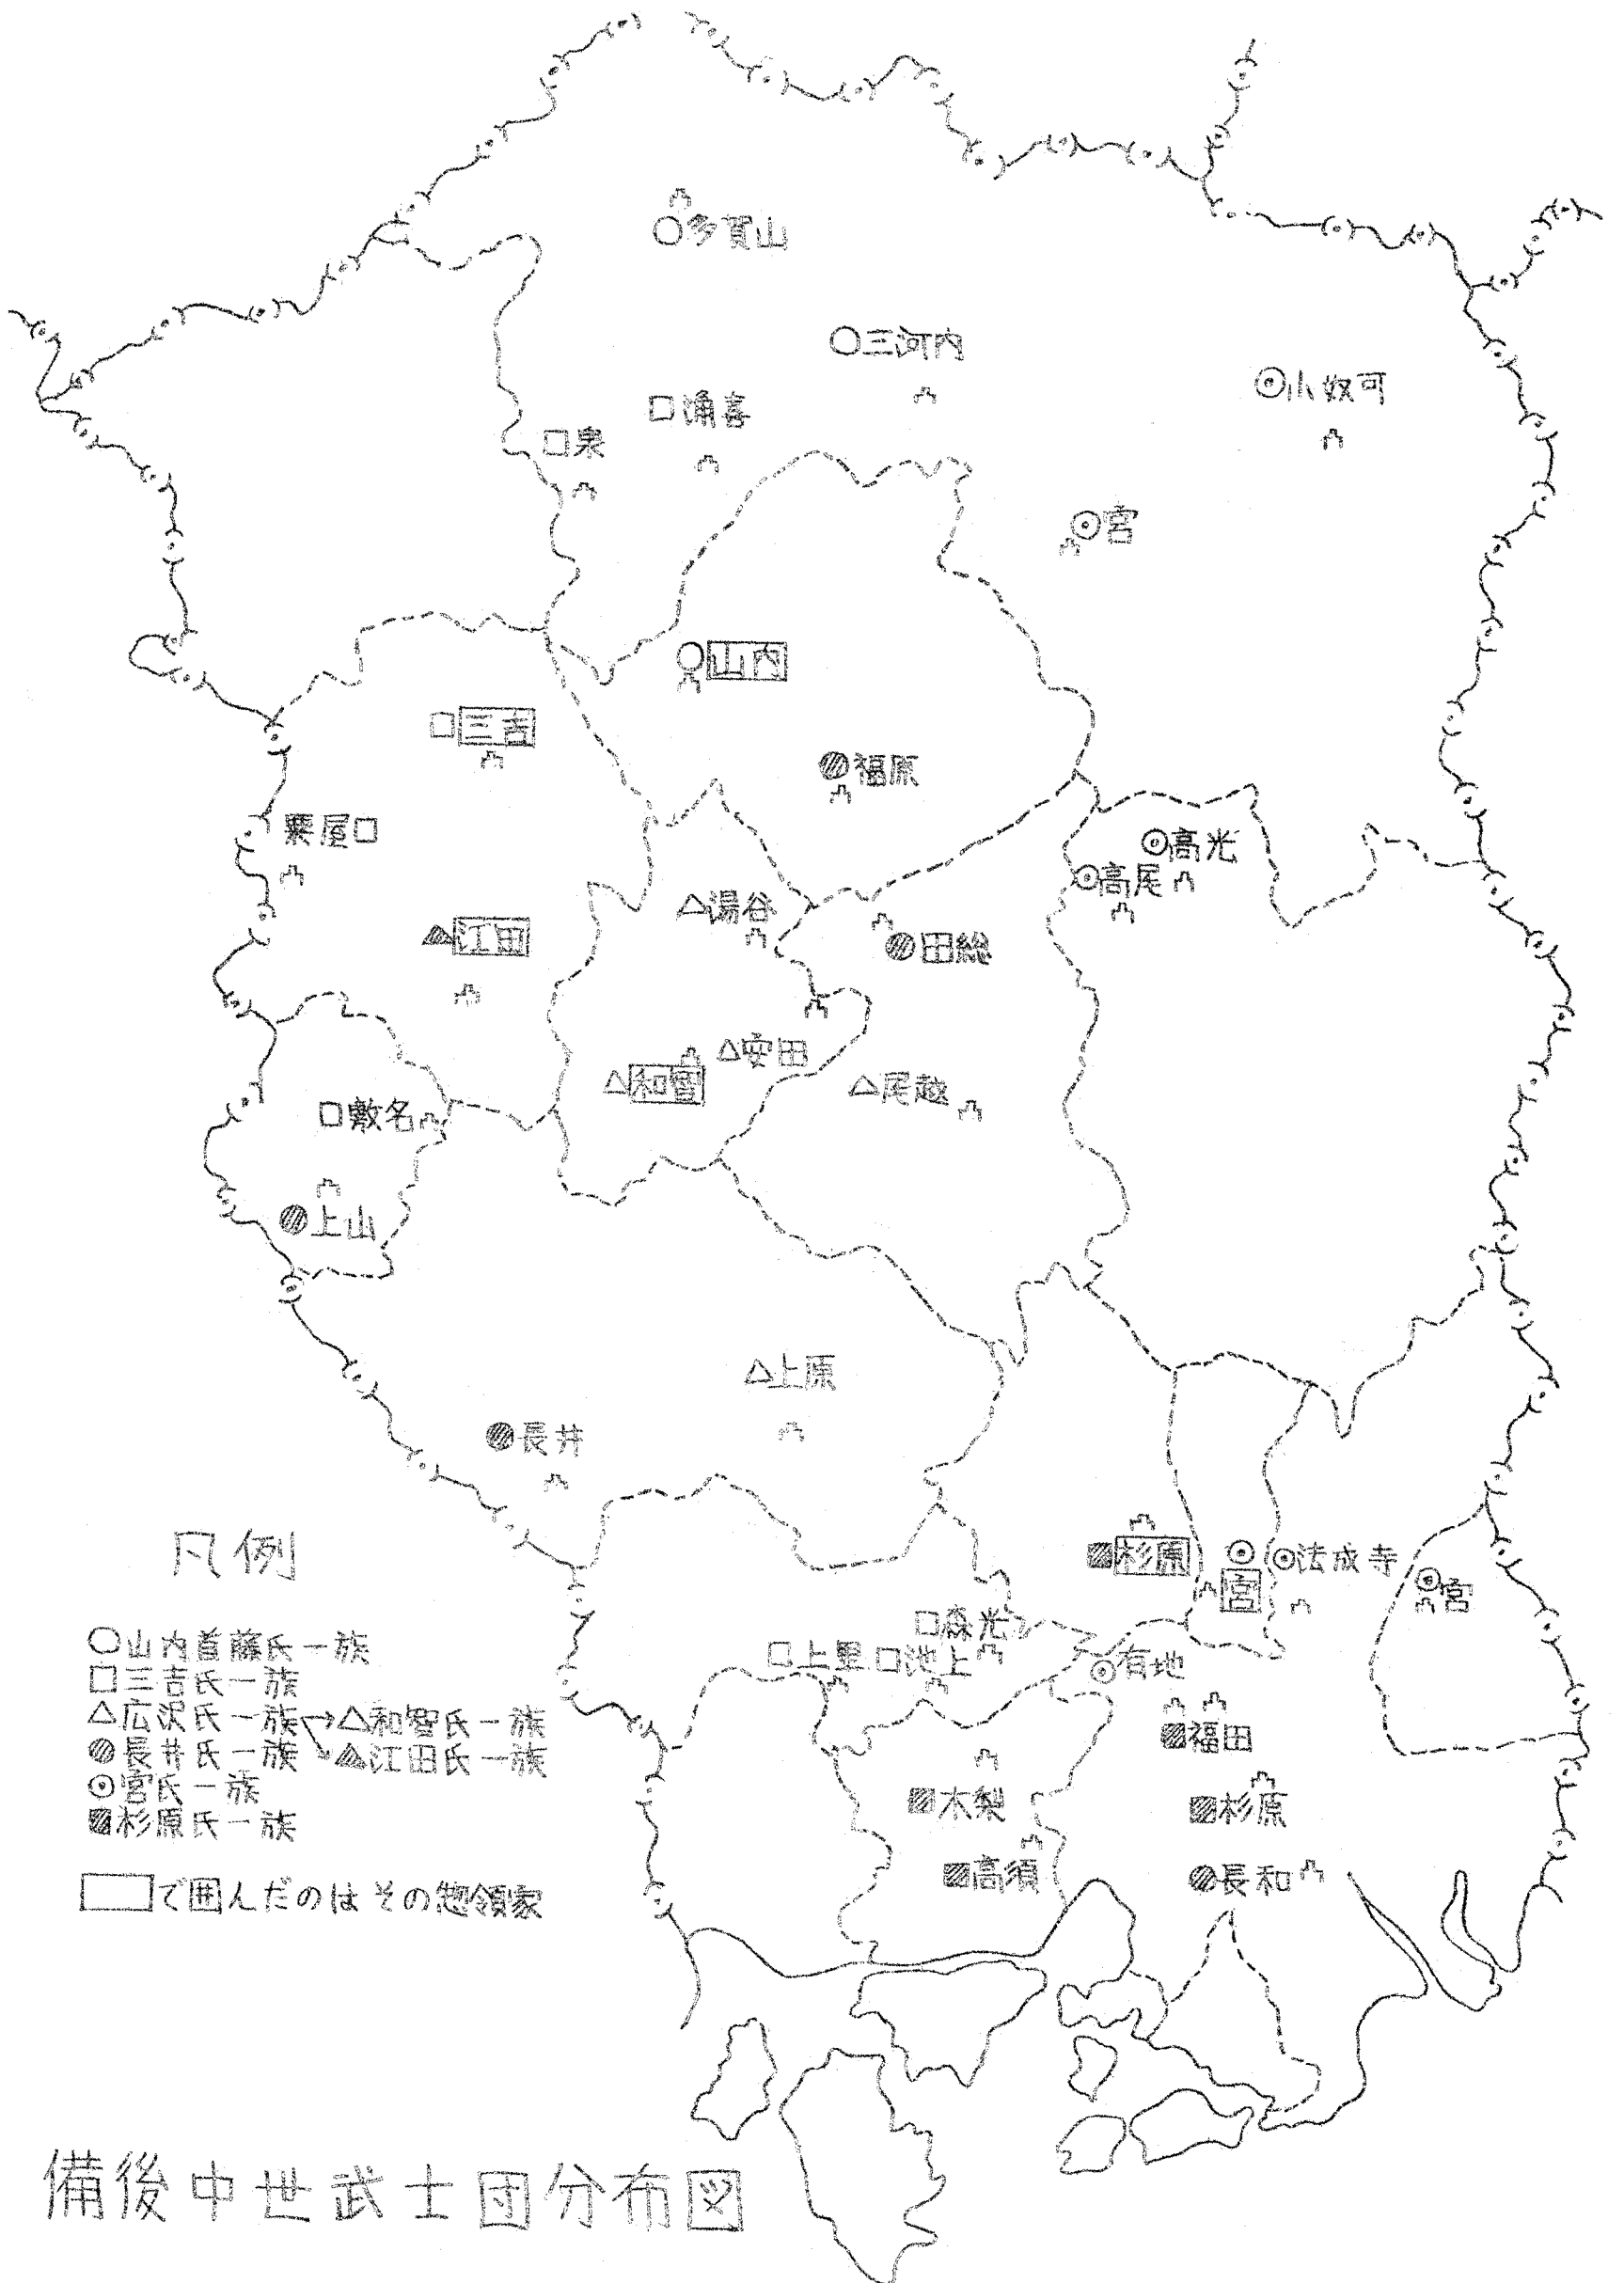 多賀山
三河内
小奴可
涌喜
泉
宮
山内
三吉
福原
粟屋
高光
高尾
湯谷
江田
田総
安田
和智
尾越
敷名
上山
上原
長井
杉原
宮
法成寺
宮
森光
上里
池上
有地
福田
木梨
杉原
高須
長和
凡例
山内首藤氏一族
三吉氏一族
広沢氏一族→和智氏一族
長井氏一族 江田氏一族
宮氏一族
杉原氏一族
で囲んだのはその惣領家
備後中世武士団分布図